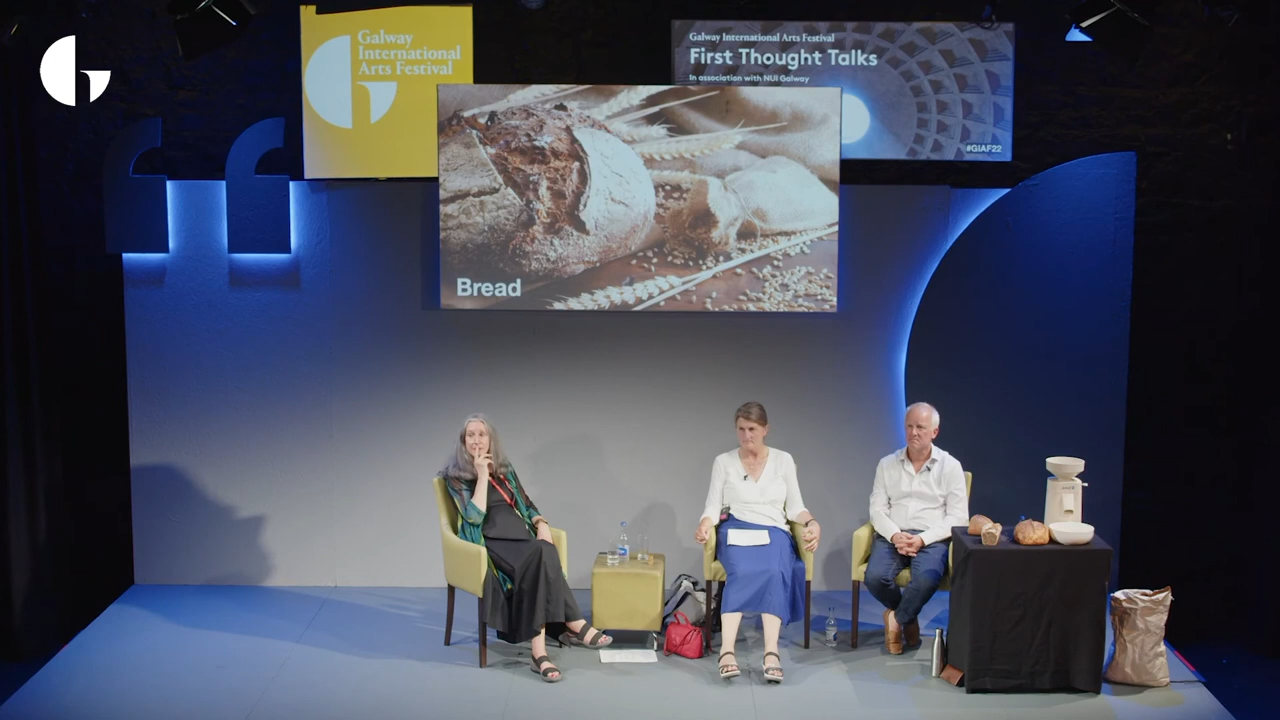 Galway
International
Arts Festival
Galway International Arts Festival
First Thought Talks
In association with NUI Galway
#GIAF22
Bread